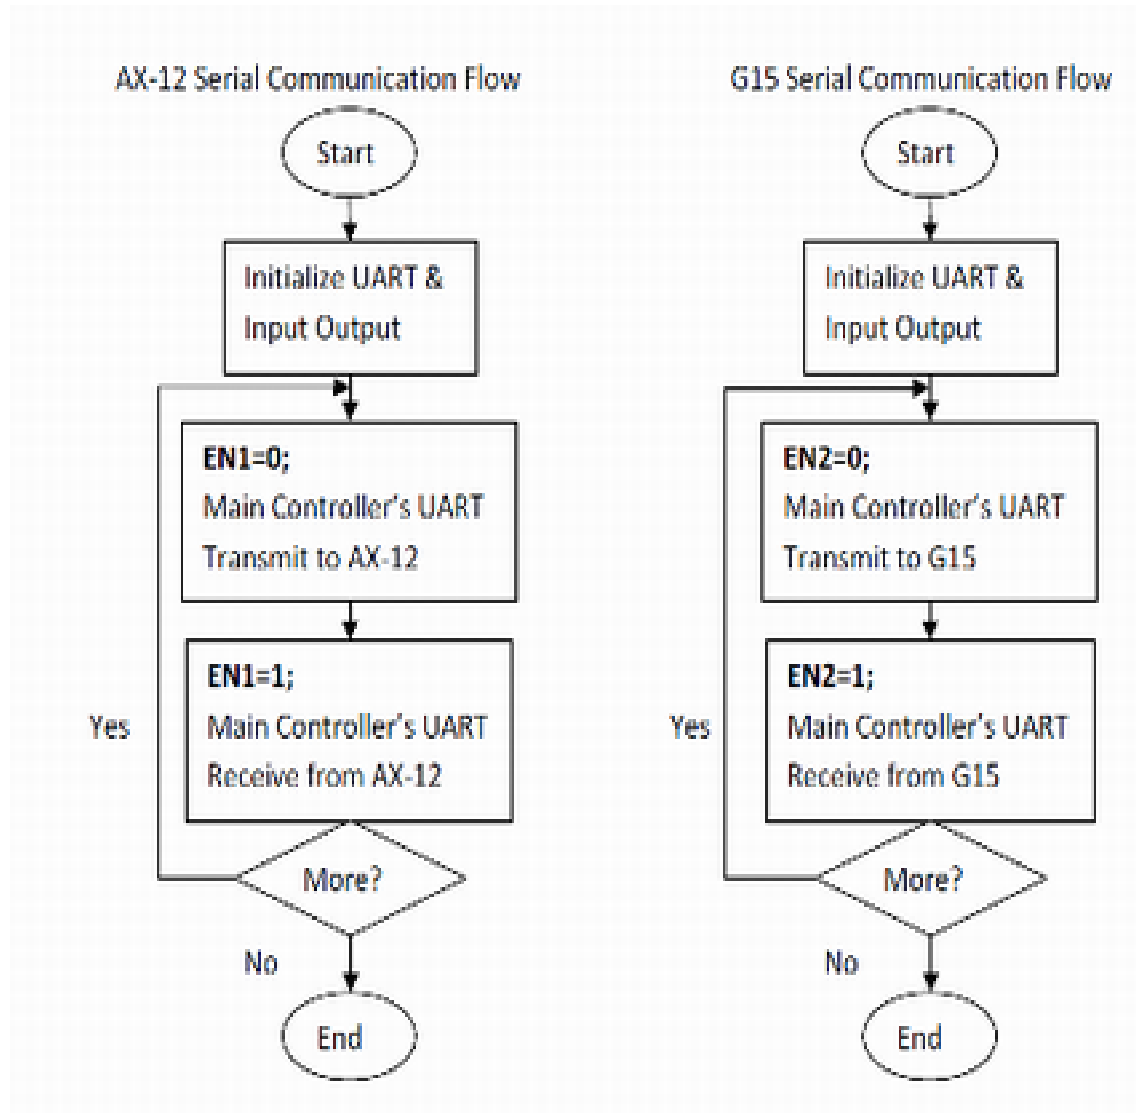 AX-12 Serial Communication Flow
Start
Initialize UART &
Input Output
EN1=0;
Main Controller's UART
Transmit to AX-12
EN1=1;
Main Controller's UART
Receive from AX-12
Yes
More?
No
End
G15 Serial Communication Flow
Start
Initialize UART &
Input Output
EN2=0;
Main Controller's UART
Transmit to G15
EN2=1;
Main Controller's UART
Receive from G15
Yes
More?
No
End